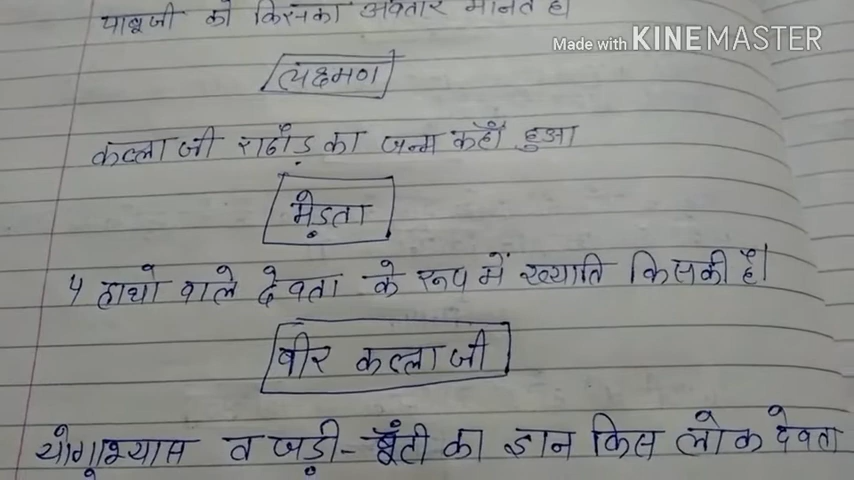 पाबूजी को किसका अवतार मानते है।
Made with KINEMASTER
लक्ष्मण
कल्लाजी राठौड़ का जन्म कहाँ हुआ
मेड़ता
4 हाथो वाले देवता के रूप में ख्याति किसकी है।
वीर कल्लाजी
योगाभ्यास व जड़ी-बूँटी का ज्ञान किस लोक देवता